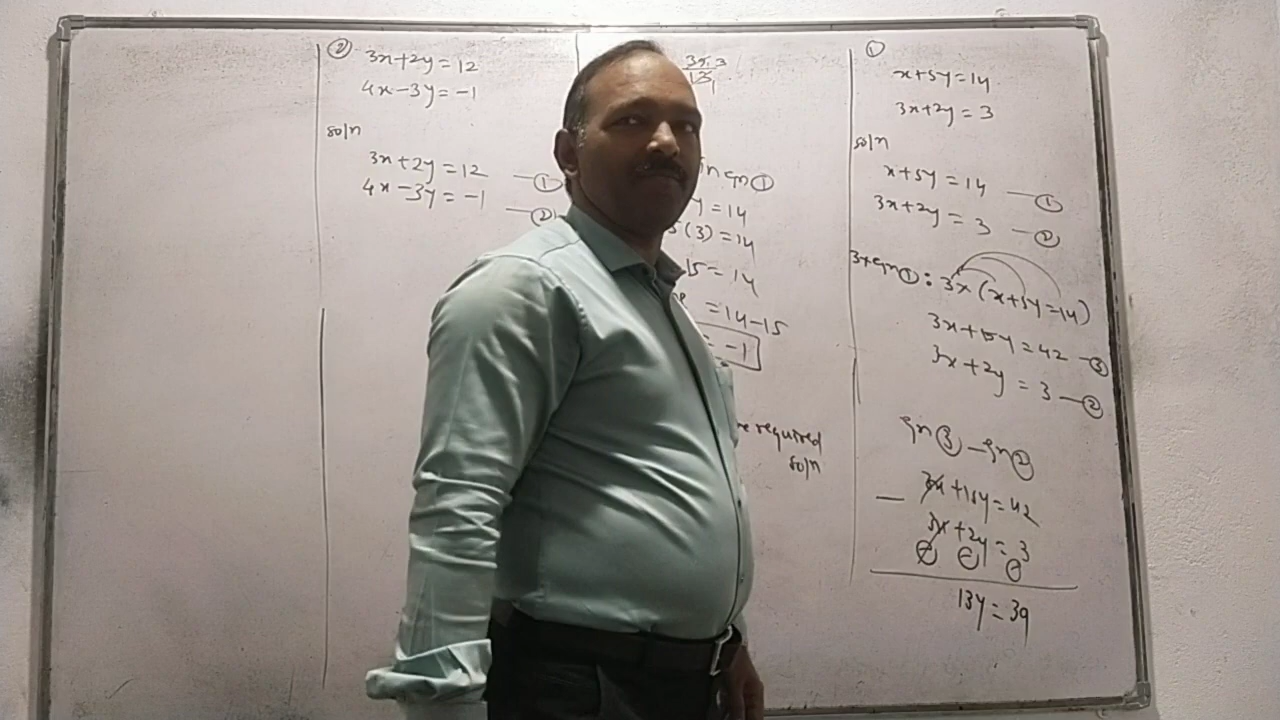 ①
x+5y=14
3x+2y=3
soln
x+5y=14 —①
3x+2y=3 —②
3×eqn①: 3×(x+5y=14)
3x+15y=42 —③
3x+2y=3 —②
eqn③-eqn②
— 3x+15y=42
3x+2y=3
(-) (-) (-)
13y=39
in eqn①
y=14
5(3)=14
15=14
=14-15
=-1
required
soln
② 3x+2y=12
4x-3y=-1
soln
3x+2y=12 —①
4x-3y=-1 —②